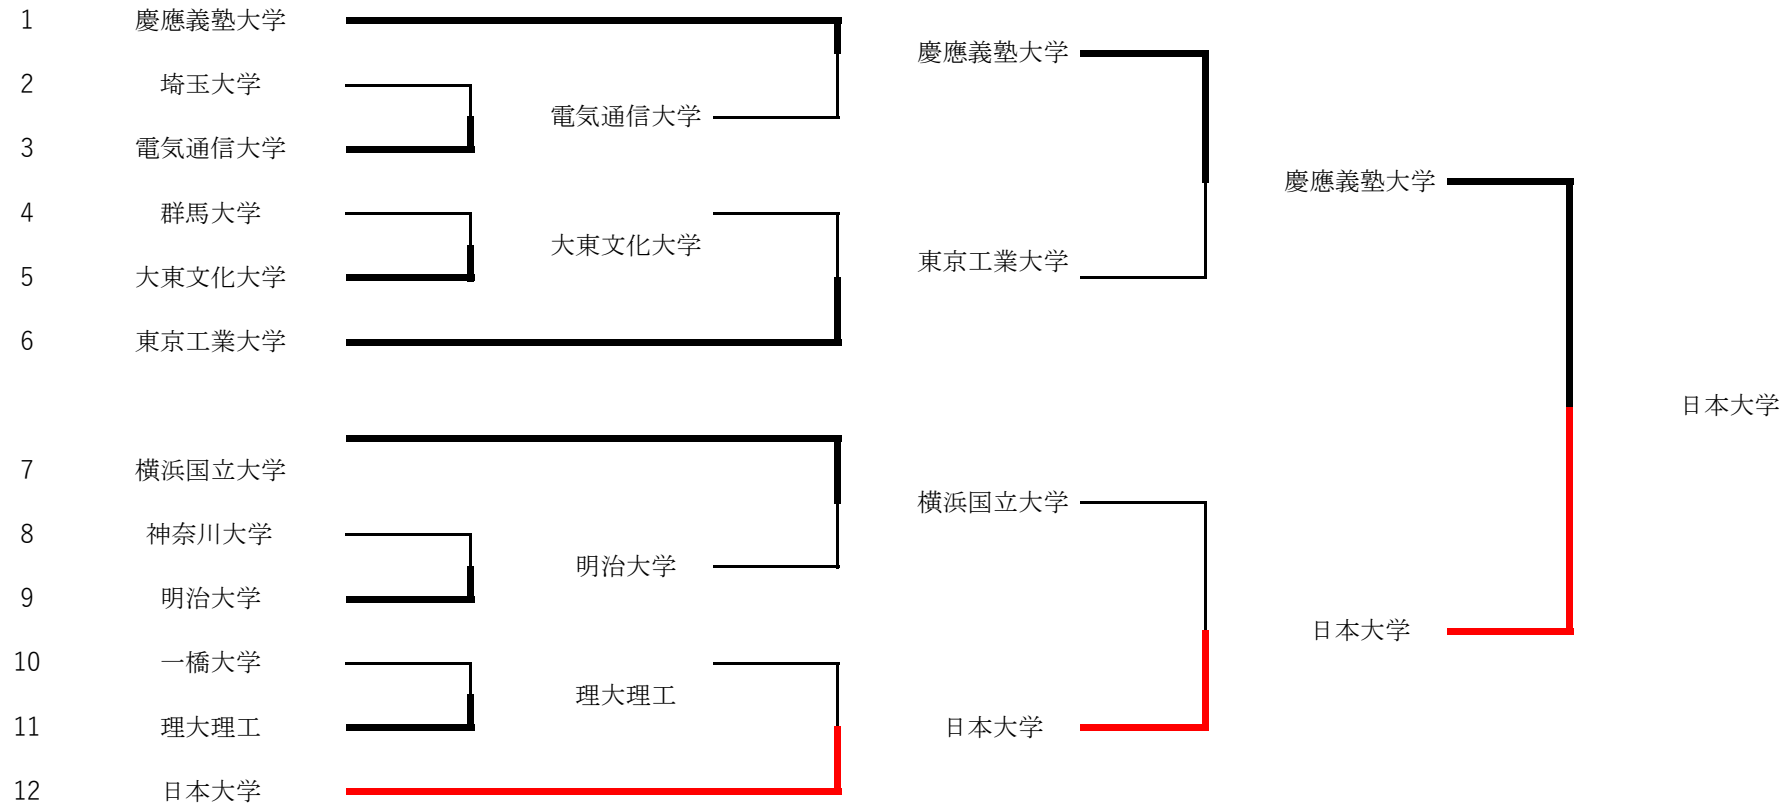 1 慶應義塾大学
慶應義塾大学
2 埼玉大学
電気通信大学
3 電気通信大学
慶應義塾大学
4 群馬大学
大東文化大学
東京工業大学
5 大東文化大学
6 東京工業大学
日本大学
7 横浜国立大学
横浜国立大学
8 神奈川大学
明治大学
9 明治大学
日本大学
10 一橋大学
理大理工
11 理大理工
日本大学
12 日本大学